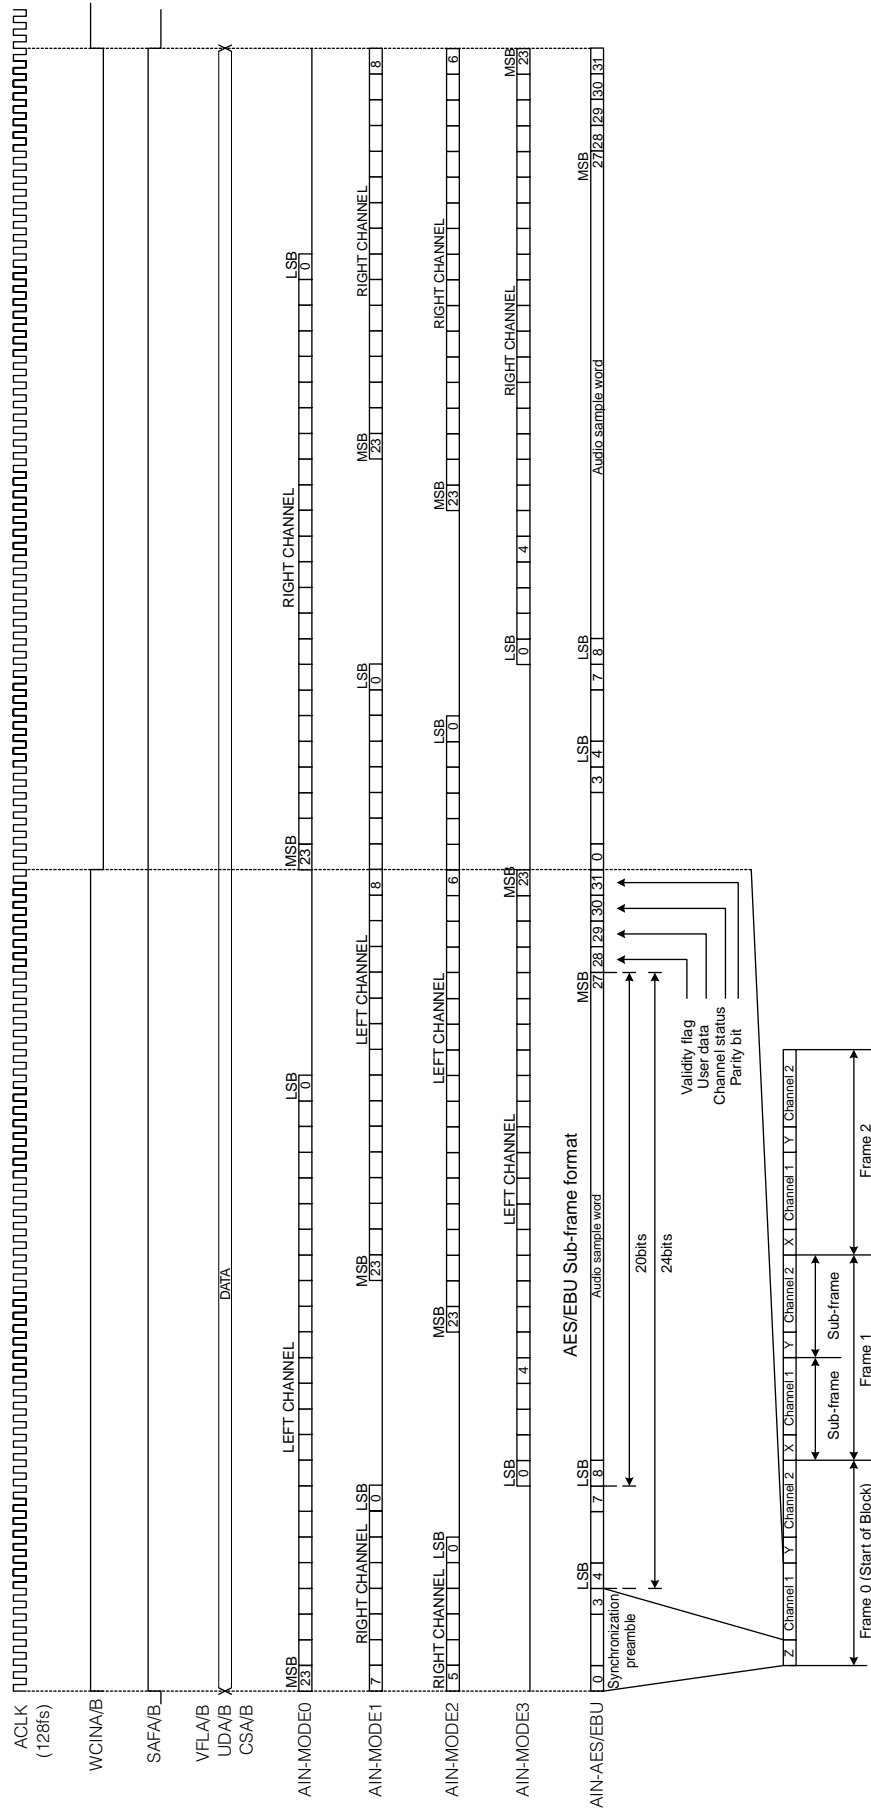 ACLK
(128fs)
WCINA/B
SAFA/B
VFLA/B
UDA/B
CSA/B
DATA
AIN-MODE0
MSB
23
LEFT CHANNEL
LSB
0
MSB
23
RIGHT CHANNEL
LSB
0
AIN-MODE1
7
RIGHT CHANNEL
LSB
0
MSB
23
LEFT CHANNEL
8
LSB
0
MSB
23
RIGHT CHANNEL
8
AIN-MODE2
5
RIGHT CHANNEL
LSB
0
MSB
23
LEFT CHANNEL
6
LSB
0
MSB
23
RIGHT CHANNEL
6
AIN-MODE3
LSB
0
4
LEFT CHANNEL
MSB
23
LSB
0
4
RIGHT CHANNEL
MSB
23
AES/EBU Sub-frame format
AIN-AES/EBU
0
3
LSB
4
7
LSB
8
Audio sample word
MSB
27
28
29
30
31
0
3
LSB
4
7
LSB
8
Audio sample word
MSB
27
28
29
30
31
Synchronization
preamble
20bits
24bits
Validity flag
User data
Channel status
Parity bit
Z
Channel 1
Y
Channel 2
X
Channel 1
Y
Channel 2
X
Channel 1
Y
Channel 2
Sub-frame
Sub-frame
Frame 0 (Start of Block)
Frame 1
Frame 2